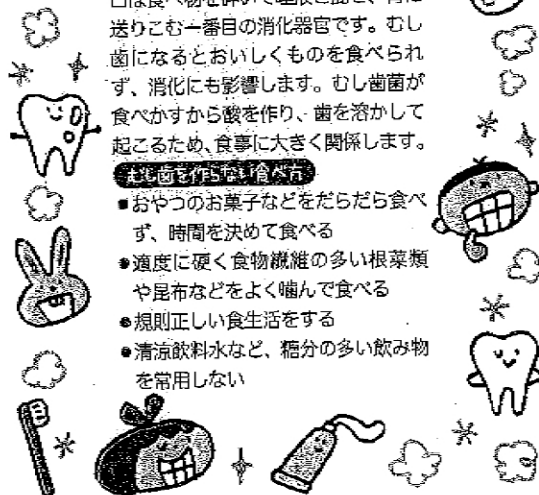 送りこむ一番目の消化器官です。むし
歯になるとおいしくものを食べられ
ず、消化にも影響します。むし歯菌が
食べかすから酸を作り、歯を溶かして
起こるため、食事に大きく関係します。
むし歯を作らない食べ方
●おやつのお菓子などをだらだら食べ
ず、時間を決めて食べる
●適度に硬く食物繊維の多い根菜類
や昆布などをよく噛んで食べる
●規則正しい食生活をする
●清涼飲料水など、糖分の多い飲み物
を常用しない